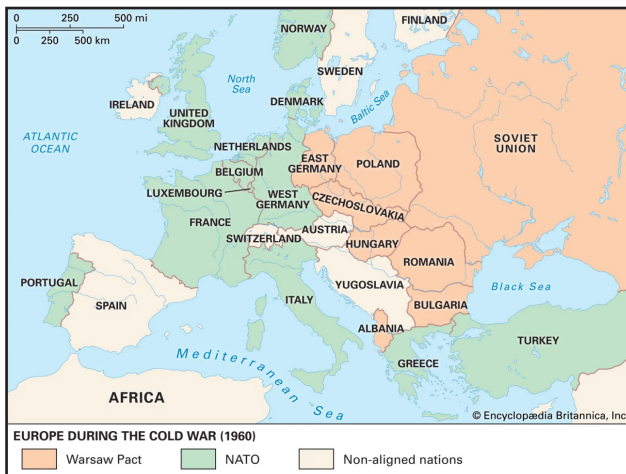 0 250 500 mi
0 250 500 km
NORWAY
FINLAND
SWEDEN
North
Sea
Baltic Sea
DENMARK
IRELAND
UNITED
KINGDOM
ATLANTIC
OCEAN
NETHERLANDS
BELGIUM
LUXEMBOURG
EAST
GERMANY
POLAND
SOVIET
UNION
WEST
GERMANY
CZECHOSLOVAKIA
FRANCE
SWITZERLAND
AUSTRIA
HUNGARY
ROMANIA
YUGOSLAVIA
PORTUGAL
SPAIN
ITALY
BULGARIA
Black Sea
ALBANIA
GREECE
TURKEY
Mediterranean Sea
AFRICA
© Encyclopædia Britannica, Inc
EUROPE DURING THE COLD WAR (1960)
Warsaw Pact NATO Non-aligned nations